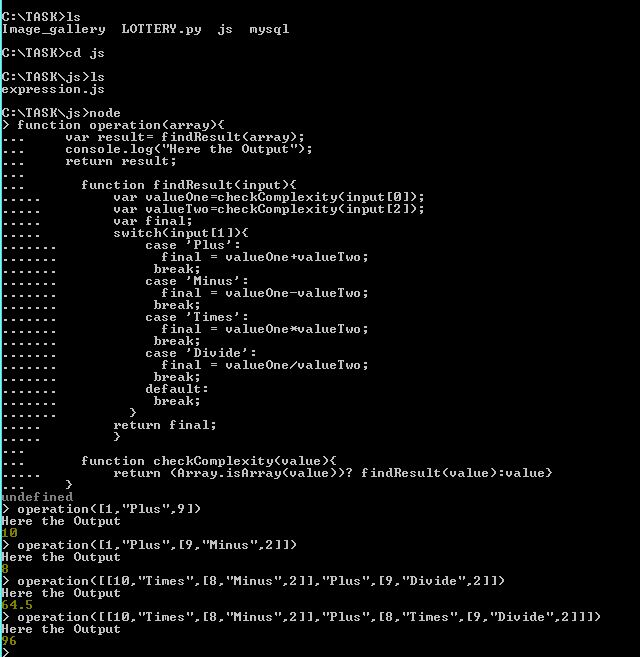 C:\TASK>ls
Image_gallery  LOTTERY.py  js  mysql
C:\TASK>cd js
C:\TASK\js>ls
expression.js
C:\TASK\js>node
> function operation(array){
...     var result= findResult(array);
...     console.log("Here the Output");
...     return result;
...
...       function findResult(input){
.....         var valueOne=checkComplexity(input[0]);
.....         var valueTwo=checkComplexity(input[2]);
.....         var final;
.....         switch(input[1]){
.......           case 'Plus':
.......             final = valueOne+valueTwo;
.......            break;
.......           case 'Minus':
.......             final = valueOne-valueTwo;
.......            break;
.......           case 'Times':
.......             final = valueOne*valueTwo;
.......            break;
.......           case 'Divide':
.......             final = valueOne/valueTwo;
.......            break;
.......           default:
.......            break;
.......         }
.....         return final;
.....         }
...
...       function checkComplexity(value){
.....         return (Array.isArray(value))? findResult(value):value}
...     }
undefined
> operation([1,"Plus",9])
Here the Output
10
> operation([1,"Plus",[9,"Minus",2]])
Here the Output
8
> operation([[10,"Times",[8,"Minus",2]],"Plus",[9,"Divide",2]])
Here the Output
64.5
> operation([[10,"Times",[8,"Minus",2]],"Plus",[8,"Times",[9,"Divide",2]]])
Here the Output
96
>